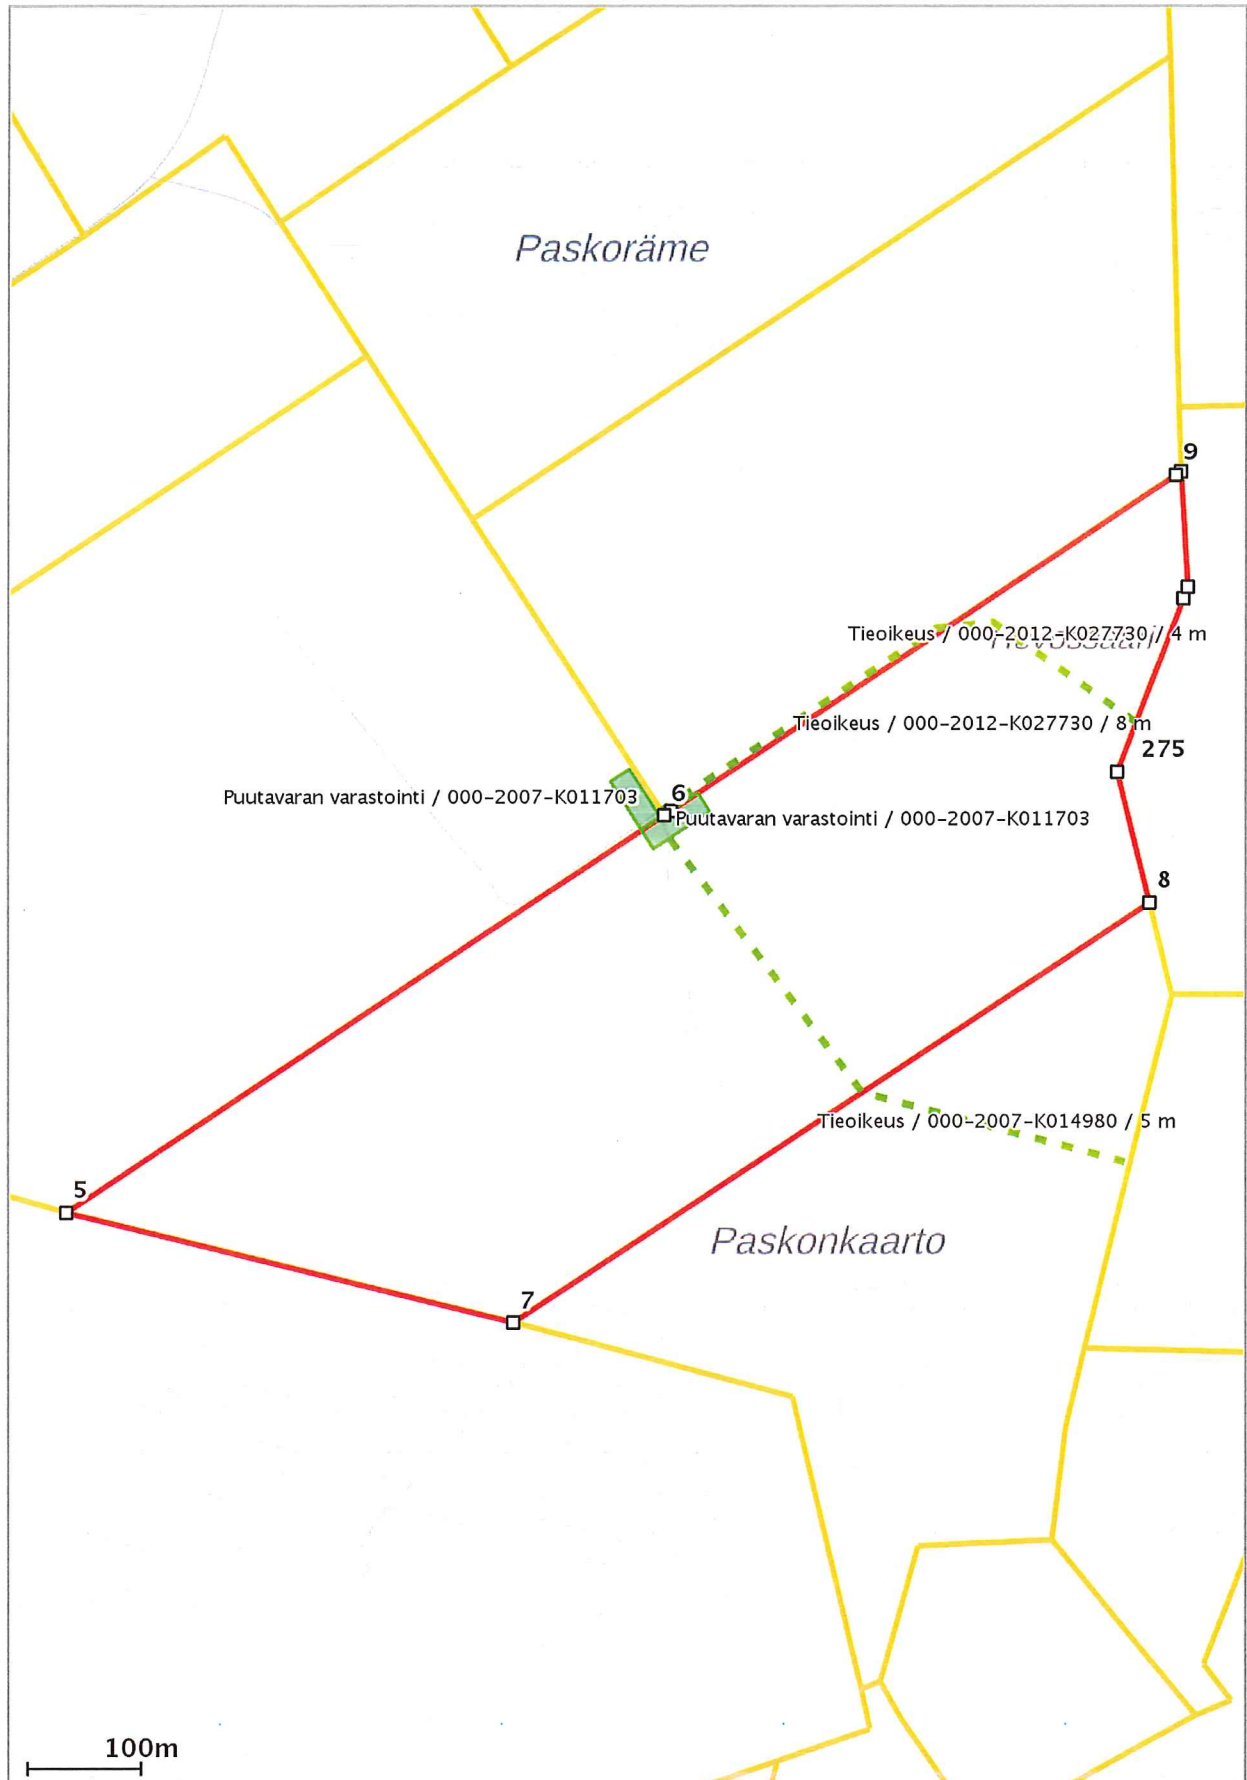 Paskoräme
9
Tieoikeus / 000-2012-K027730 / 4 m
Hevossaari
Tieoikeus / 000-2012-K027730 / 8 m
275
Puutavaran varastointi / 000-2007-K011703
6
Puutavaran varastointi / 000-2007-K011703
8
Tieoikeus / 000-2007-K014980 / 5 m
5
Paskonkaarto
7
100m